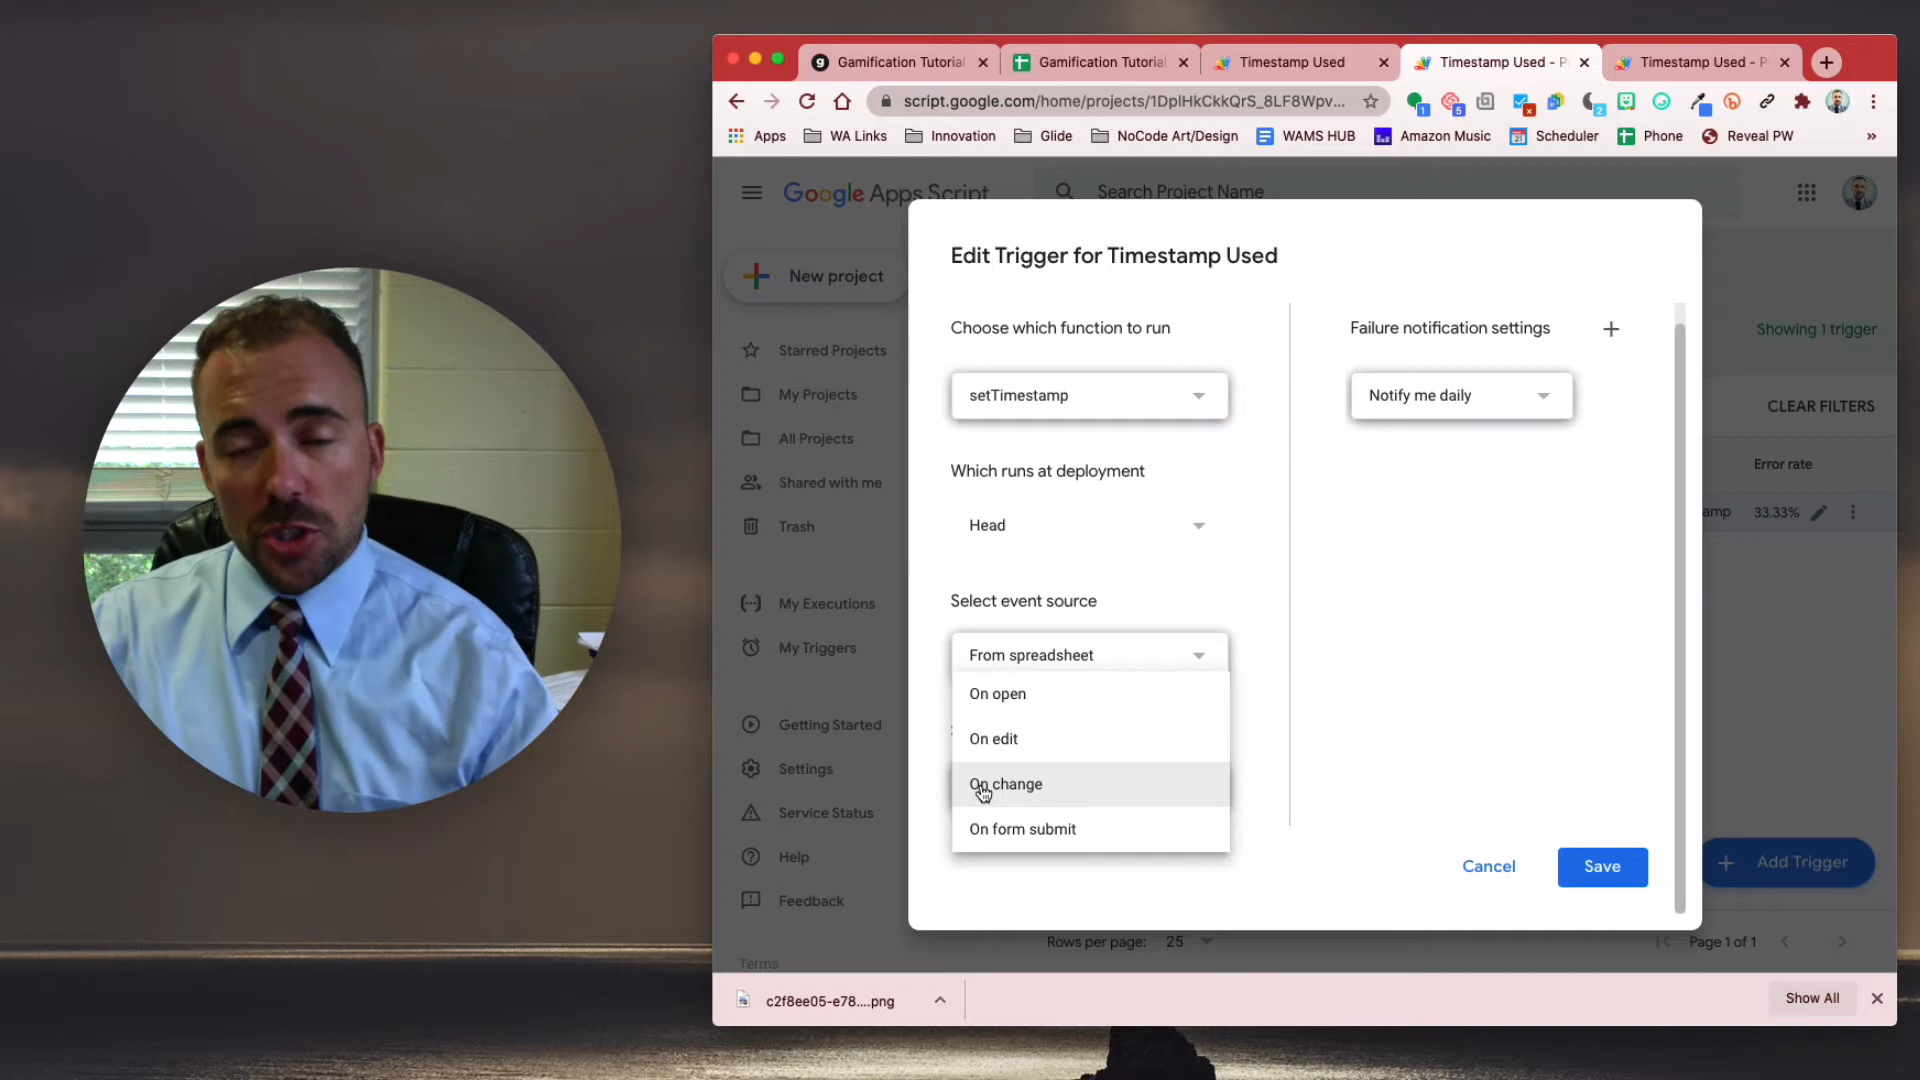 Gamification Tutorial
Gamification Tutorial
Timestamp Used
Timestamp Used - P
Timestamp Used - P
script.google.com/home/projects/1DplHkCkkQrS_8LF8Wpv...
1
5
2
Apps
WA Links
Innovation
Glide
NoCode Art/Design
WAMS HUB
Amazon Music
Scheduler
Phone
Reveal PW
»
Google Apps Script
Search Project Name
New project
Starred Projects
My Projects
All Projects
Shared with me
Trash
My Executions
My Triggers
Getting Started
Settings
Service Status
Help
Feedback
Terms
Edit Trigger for Timestamp Used
Choose which function to run
setTimestamp
Which runs at deployment
Head
Select event source
From spreadsheet
On open
On edit
On change
On form submit
Failure notification settings
Notify me daily
Cancel
Save
Showing 1 trigger
CLEAR FILTERS
Error rate
amp
33.33%
Add Trigger
Rows per page: 25
Page 1 of 1
c2f8ee05-e78....png
Show All